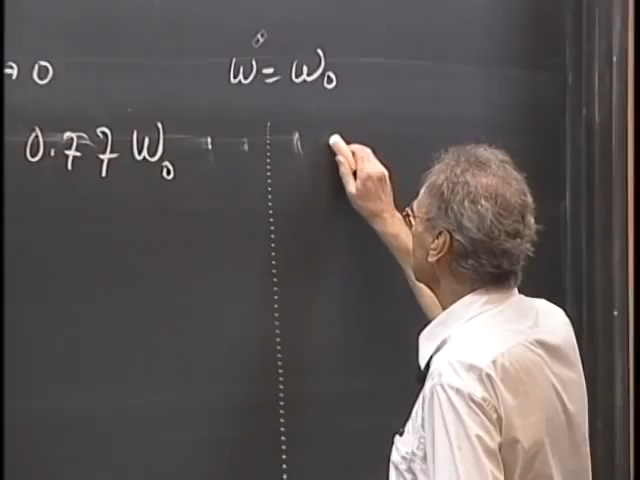 → 0 ω = ω₀
0.77 ω₀ - - -